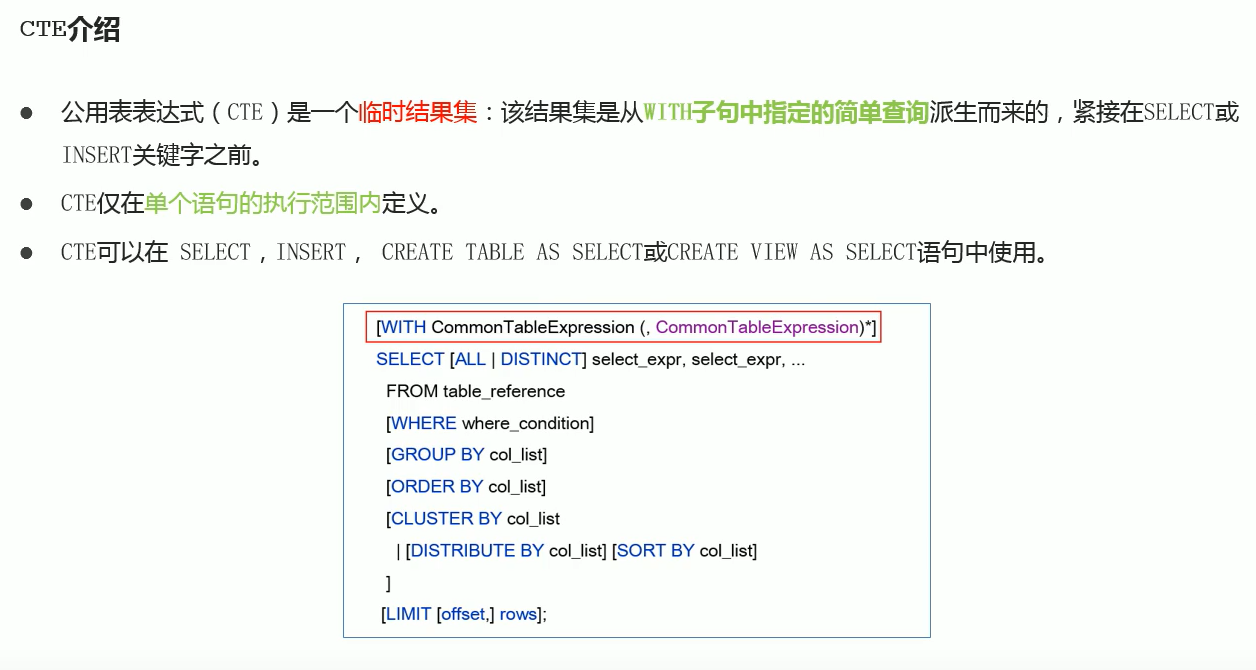 CTE介绍
● 公用表表达式（CTE）是一个临时结果集：该结果集是从WITH子句中指定的简单查询派生而来的，紧接在SELECT或
INSERT关键字之前。
● CTE仅在单个语句的执行范围内定义。
● CTE可以在 SELECT，INSERT， CREATE TABLE AS SELECT或CREATE VIEW AS SELECT语句中使用。
[WITH CommonTableExpression (, CommonTableExpression)*]
SELECT [ALL | DISTINCT] select_expr, select_expr, ...
FROM table_reference
[WHERE where_condition]
[GROUP BY col_list]
[ORDER BY col_list]
[CLUSTER BY col_list
| [DISTRIBUTE BY col_list] [SORT BY col_list]
]
[LIMIT [offset,] rows];